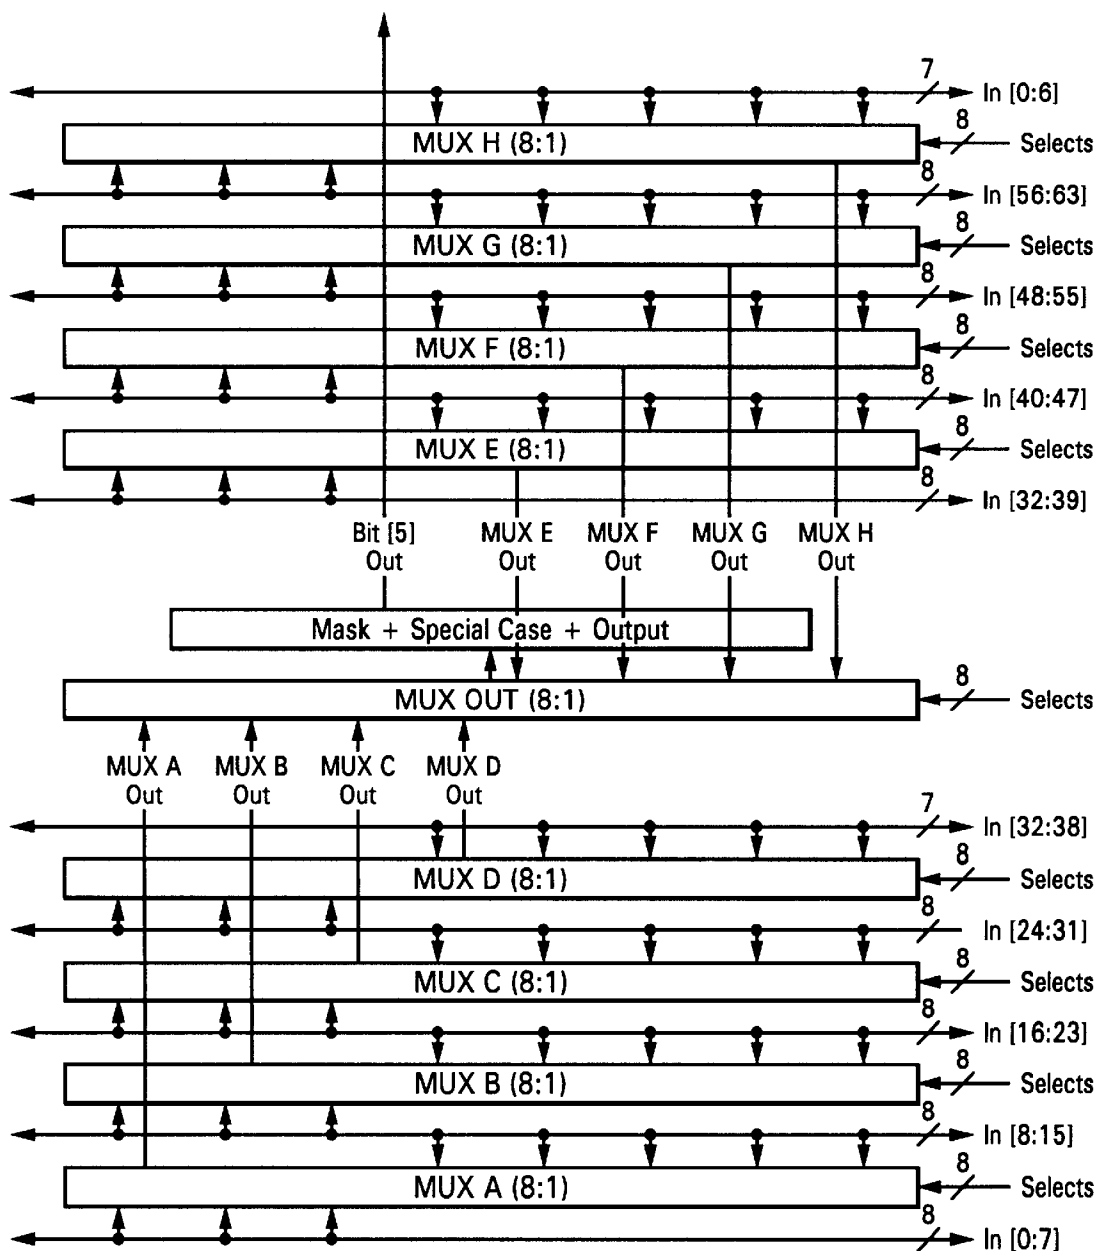 7
In [0:6]
8
MUX H (8:1)
Selects
8
In [56:63]
8
MUX G (8:1)
Selects
8
In [48:55]
8
MUX F (8:1)
Selects
8
In [40:47]
8
MUX E (8:1)
Selects
8
In [32:39]
Bit [5] Out
MUX E Out
MUX F Out
MUX G Out
MUX H Out
Mask + Special Case + Output
8
MUX OUT (8:1)
Selects
MUX A Out
MUX B Out
MUX C Out
MUX D Out
7
In [32:38]
8
MUX D (8:1)
Selects
8
In [24:31]
8
MUX C (8:1)
Selects
8
In [16:23]
8
MUX B (8:1)
Selects
8
In [8:15]
8
MUX A (8:1)
Selects
8
In [0:7]